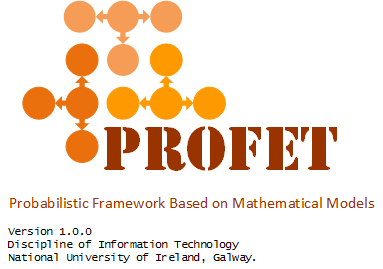 PROFET
Probabilistic Framework Based on Mathematical Models
Version 1.0.0
Discipline of Information Technology
National University of Ireland, Galway.